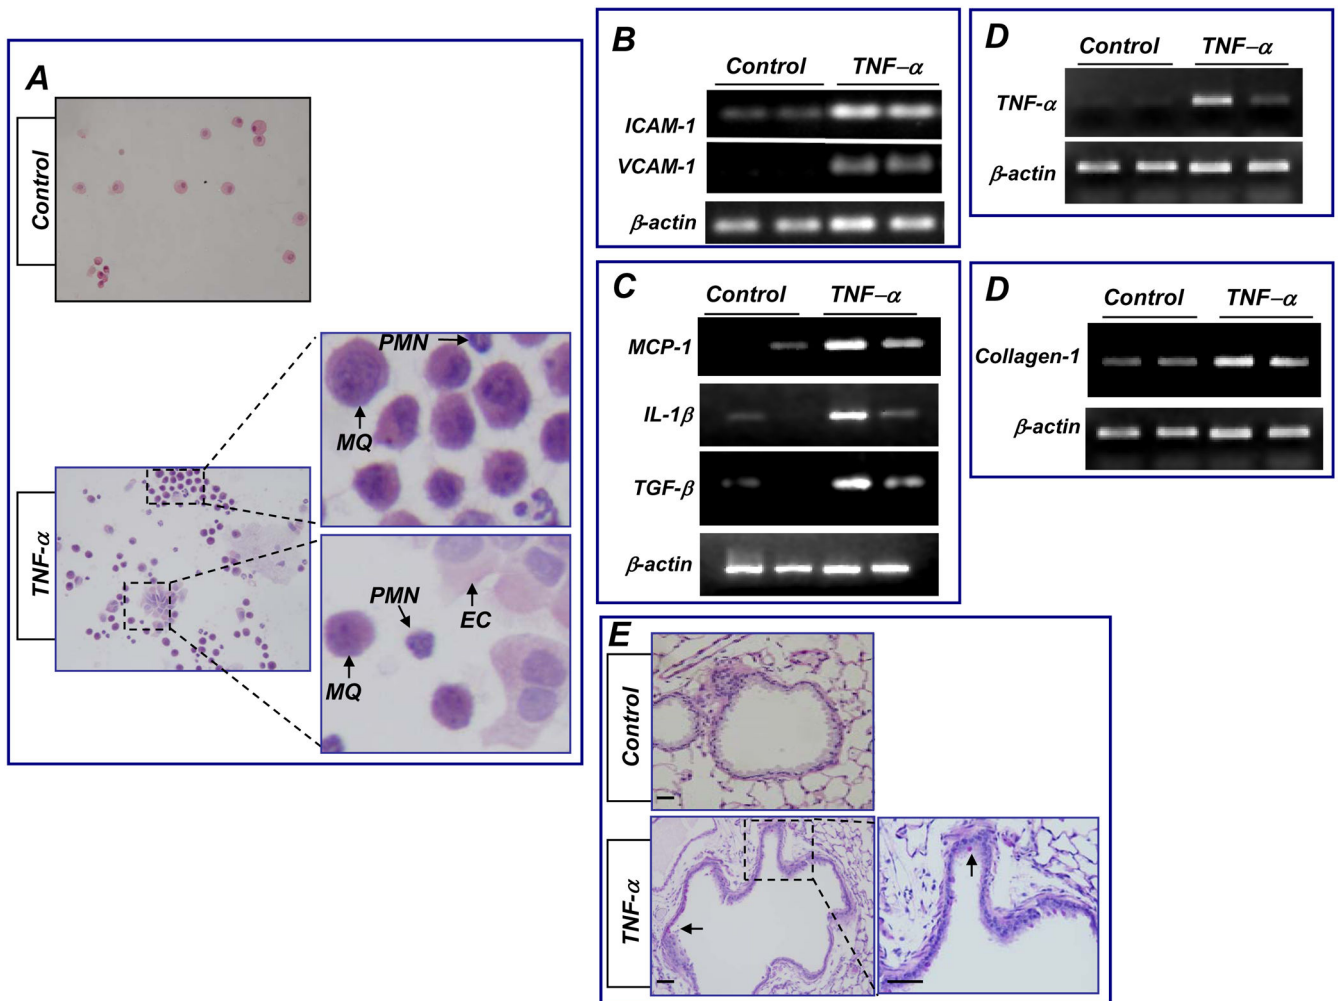 A
Control
TNF-α
PMN
MQ
PMN
EC
MQ
B
Control TNF–α
ICAM-1
VCAM-1
β-actin
C
Control TNF–α
MCP-1
IL-1β
TGF-β
β-actin
D
Control TNF–α
TNF-α
β-actin
D
Control TNF–α
Collagen-1
β-actin
E
Control
TNF-α